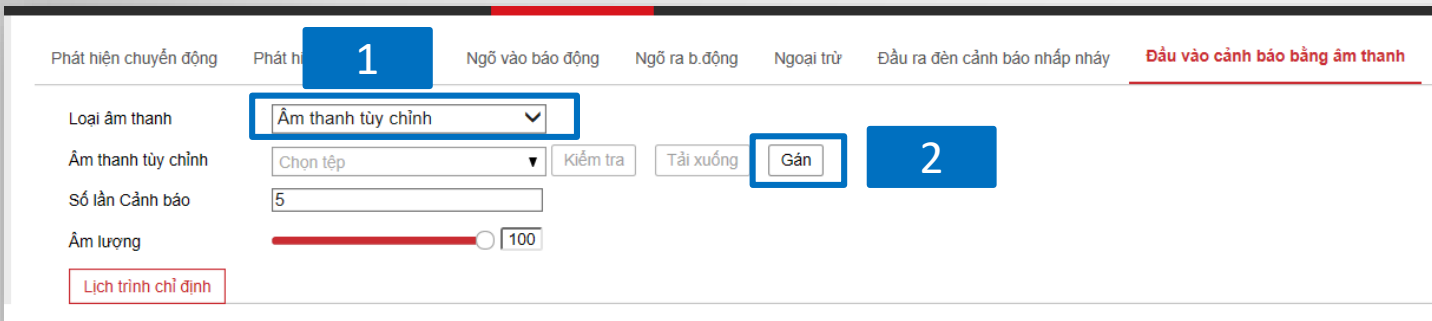 Phát hiện chuyển động Phát hi 1 Ngõ vào báo động Ngõ ra b.động Ngoại trừ Đầu ra đèn cảnh báo nhấp nháy Đầu vào cảnh báo bằng âm thanh
Loại âm thanh Âm thanh tùy chỉnh
Âm thanh tùy chỉnh Chọn tệp Kiểm tra Tải xuống Gán 2
Số lần Cảnh báo 5
Âm lượng 100
Lịch trình chỉ định